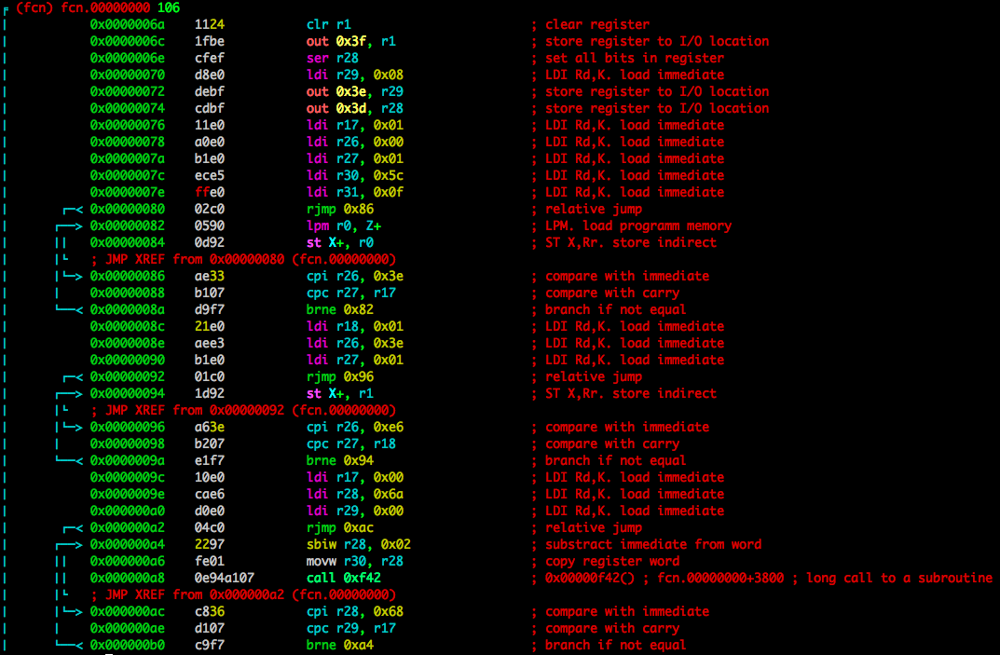 (fcn) fcn.00000000 106
0x0000006a 1124 clr r1 ; clear register
0x0000006c 1fbe out 0x3f, r1 ; store register to I/O location
0x0000006e cfef ser r28 ; set all bits in register
0x00000070 d8e0 ldi r29, 0x08 ; LDI Rd,K. load immediate
0x00000072 debf out 0x3e, r29 ; store register to I/O location
0x00000074 cdbf out 0x3d, r28 ; store register to I/O location
0x00000076 11e0 ldi r17, 0x01 ; LDI Rd,K. load immediate
0x00000078 a0e0 ldi r26, 0x00 ; LDI Rd,K. load immediate
0x0000007a b1e0 ldi r27, 0x01 ; LDI Rd,K. load immediate
0x0000007c ece5 ldi r30, 0x5c ; LDI Rd,K. load immediate
0x0000007e ffe0 ldi r31, 0x0f ; LDI Rd,K. load immediate
0x00000080 02c0 rjmp 0x86 ; relative jump
0x00000082 0590 lpm r0, Z+ ; LPM. load programm memory
0x00000084 0d92 st X+, r0 ; ST X,Rr. store indirect
; JMP XREF from 0x00000080 (fcn.00000000)
0x00000086 ae33 cpi r26, 0x3e ; compare with immediate
0x00000088 b107 cpc r27, r17 ; compare with carry
0x0000008a d9f7 brne 0x82 ; branch if not equal
0x0000008c 21e0 ldi r18, 0x01 ; LDI Rd,K. load immediate
0x0000008e aee3 ldi r26, 0x3e ; LDI Rd,K. load immediate
0x00000090 b1e0 ldi r27, 0x01 ; LDI Rd,K. load immediate
0x00000092 01c0 rjmp 0x96 ; relative jump
0x00000094 1d92 st X+, r1 ; ST X,Rr. store indirect
; JMP XREF from 0x00000092 (fcn.00000000)
0x00000096 a63e cpi r26, 0xe6 ; compare with immediate
0x00000098 b207 cpc r27, r18 ; compare with carry
0x0000009a e1f7 brne 0x94 ; branch if not equal
0x0000009c 10e0 ldi r17, 0x00 ; LDI Rd,K. load immediate
0x0000009e cae6 ldi r28, 0x6a ; LDI Rd,K. load immediate
0x000000a0 d0e0 ldi r29, 0x00 ; LDI Rd,K. load immediate
0x000000a2 04c0 rjmp 0xac ; relative jump
0x000000a4 2297 sbiw r28, 0x02 ; substract immediate from word
0x000000a6 fe01 movw r30, r28 ; copy register word
0x000000a8 0e94a107 call 0xf42 ; 0x00000f42() ; fcn.00000000+3800 ; long call to a subroutine
; JMP XREF from 0x000000a2 (fcn.00000000)
0x000000ac c836 cpi r28, 0x68 ; compare with immediate
0x000000ae d107 cpc r29, r17 ; compare with carry
0x000000b0 c9f7 brne 0xa4 ; branch if not equal